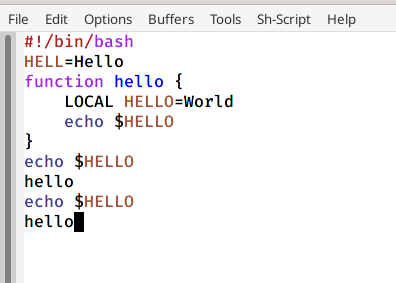 File Edit Options Buffers Tools Sh-Script Help
#!/bin/bash
HELL=Hello
function hello {
    LOCAL HELLO=World
    echo $HELLO
}
echo $HELLO
hello
echo $HELLO
hello